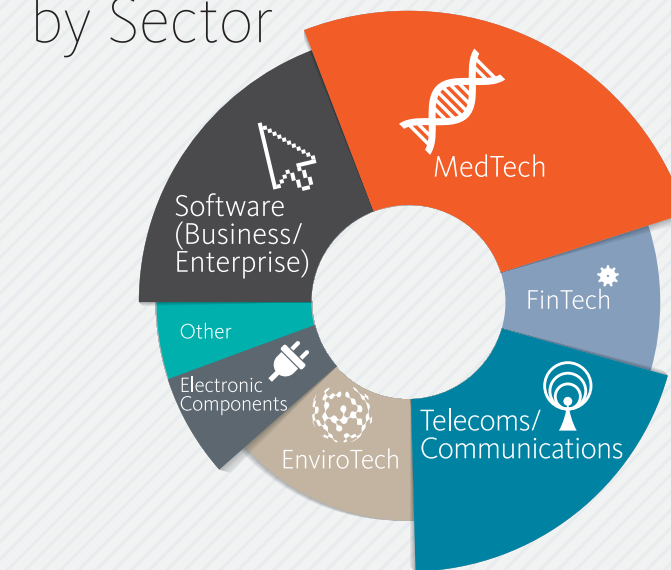 by Sector
MedTech
Software
(Business/
Enterprise)
FinTech
Other
Electronic
Components
Telecoms/
Communications
EnviroTech